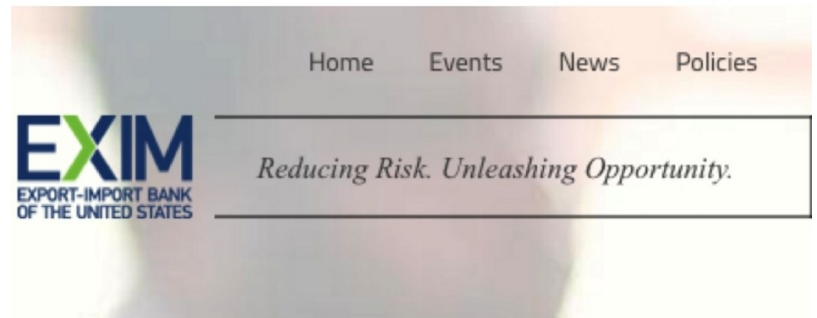 Home Events News Policies
EXIM
EXPORT-IMPORT BANK
OF THE UNITED STATES
Reducing Risk. Unleashing Opportunity.